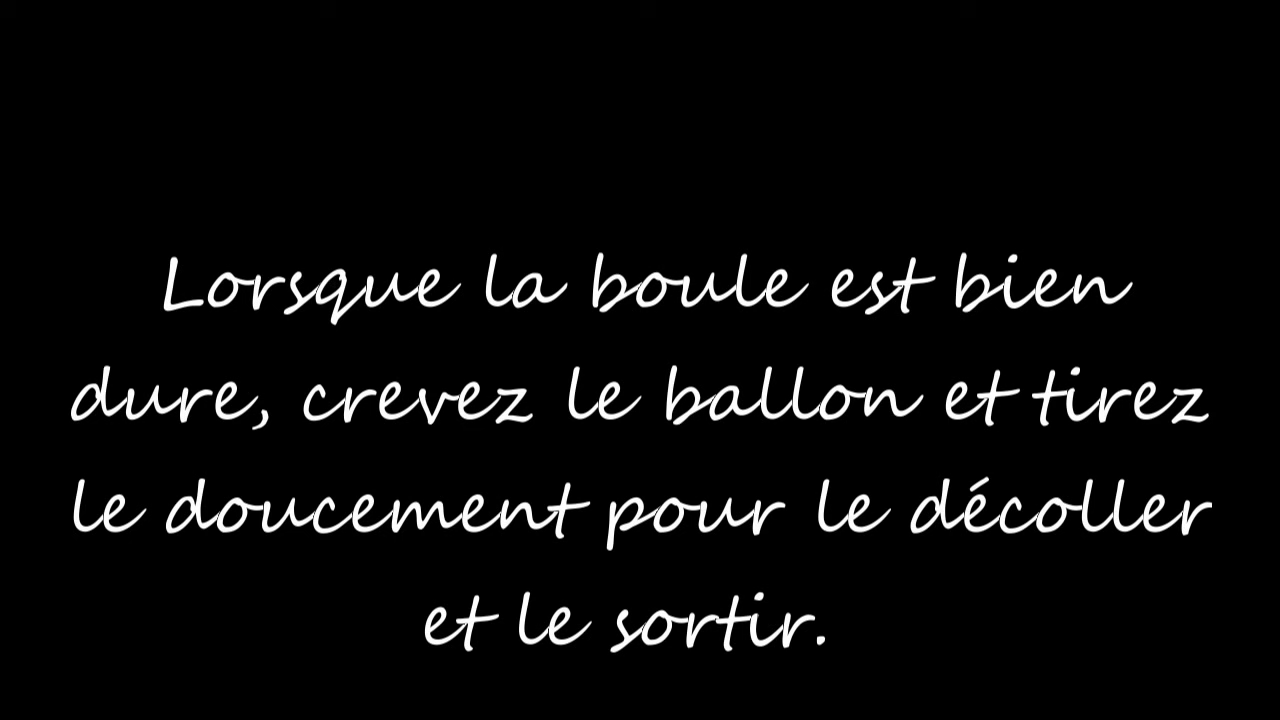 Lorsque la boule est bien
dure, crevez le ballon et tirez
le doucement pour le décoller
et le sortir.